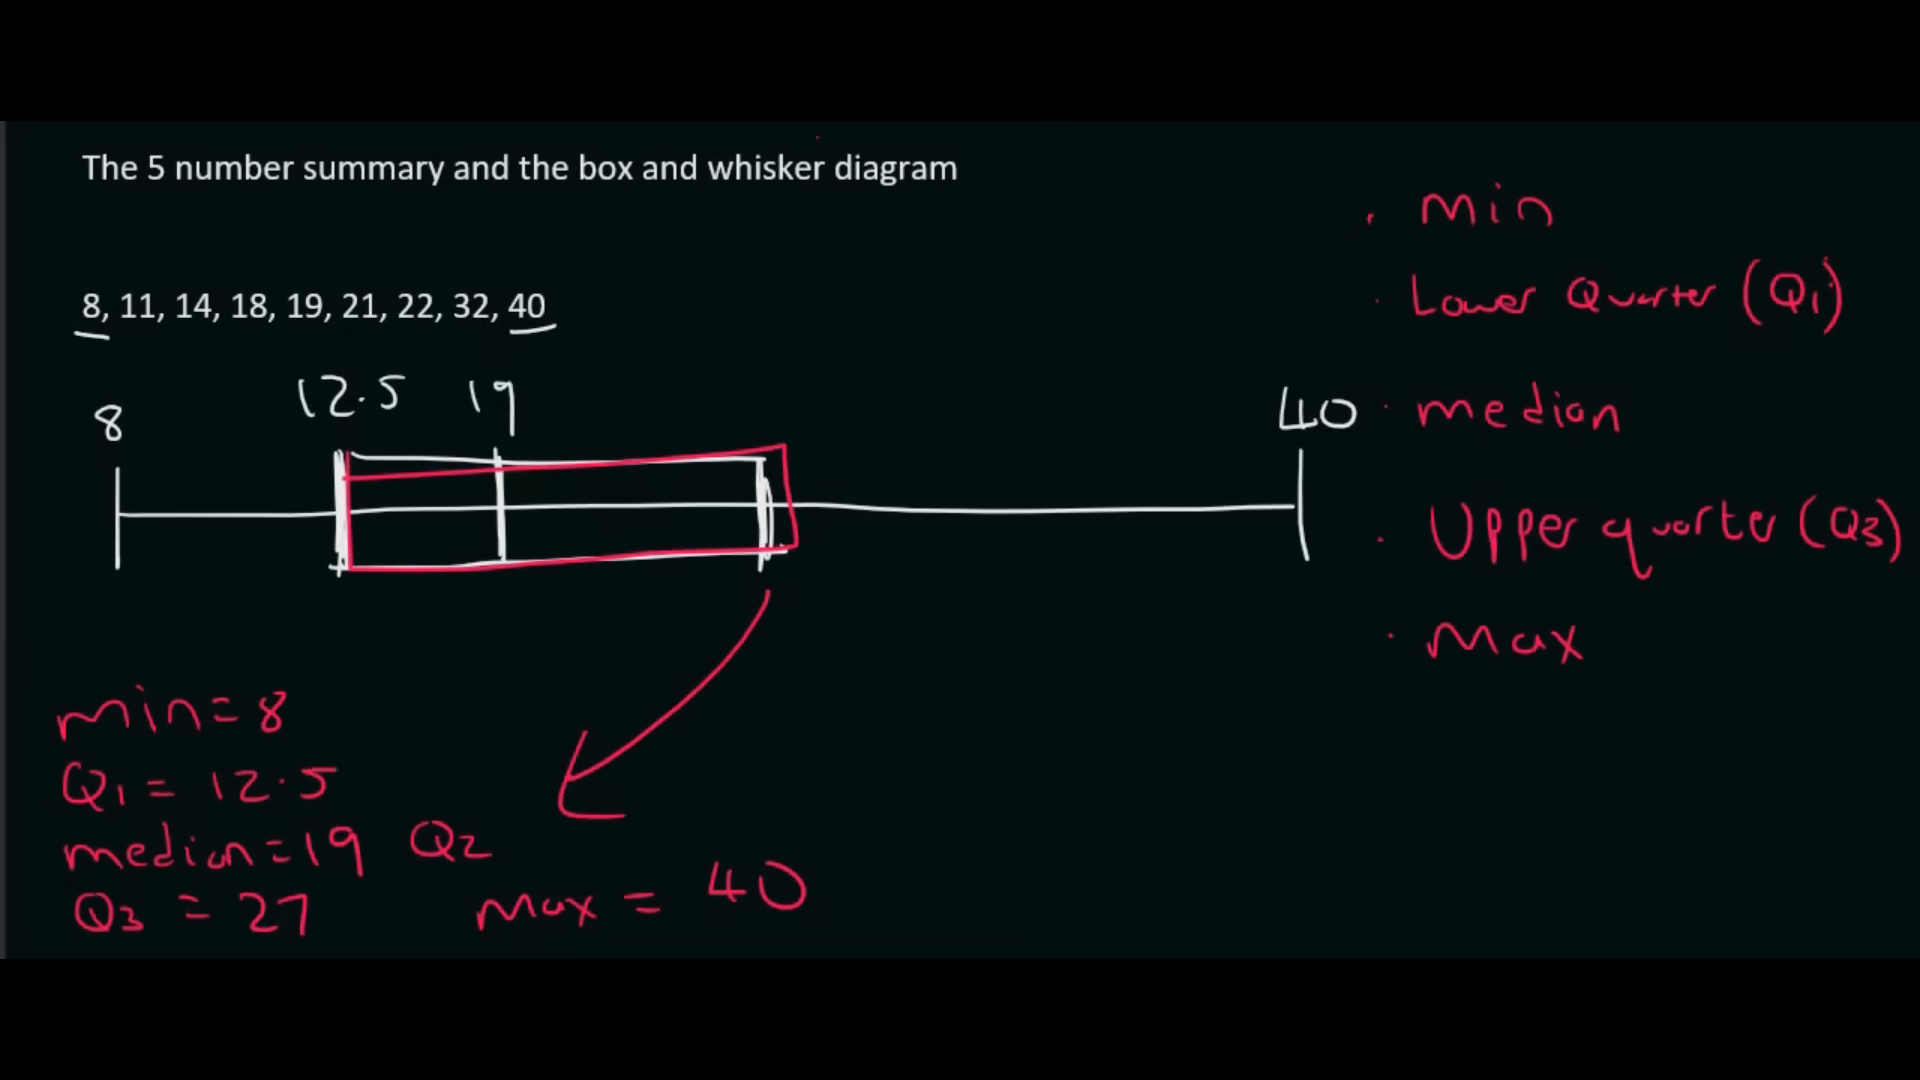 The 5 number summary and the box and whisker diagram
8, 11, 14, 18, 19, 21, 22, 32, 40
8
12.5
19
40
· min
· Lower Quarter (Q1)
· median
· Upper quarter (Q3)
· Max
min = 8
Q1 = 12.5
median = 19 Q2
Q3 = 27
Max = 40